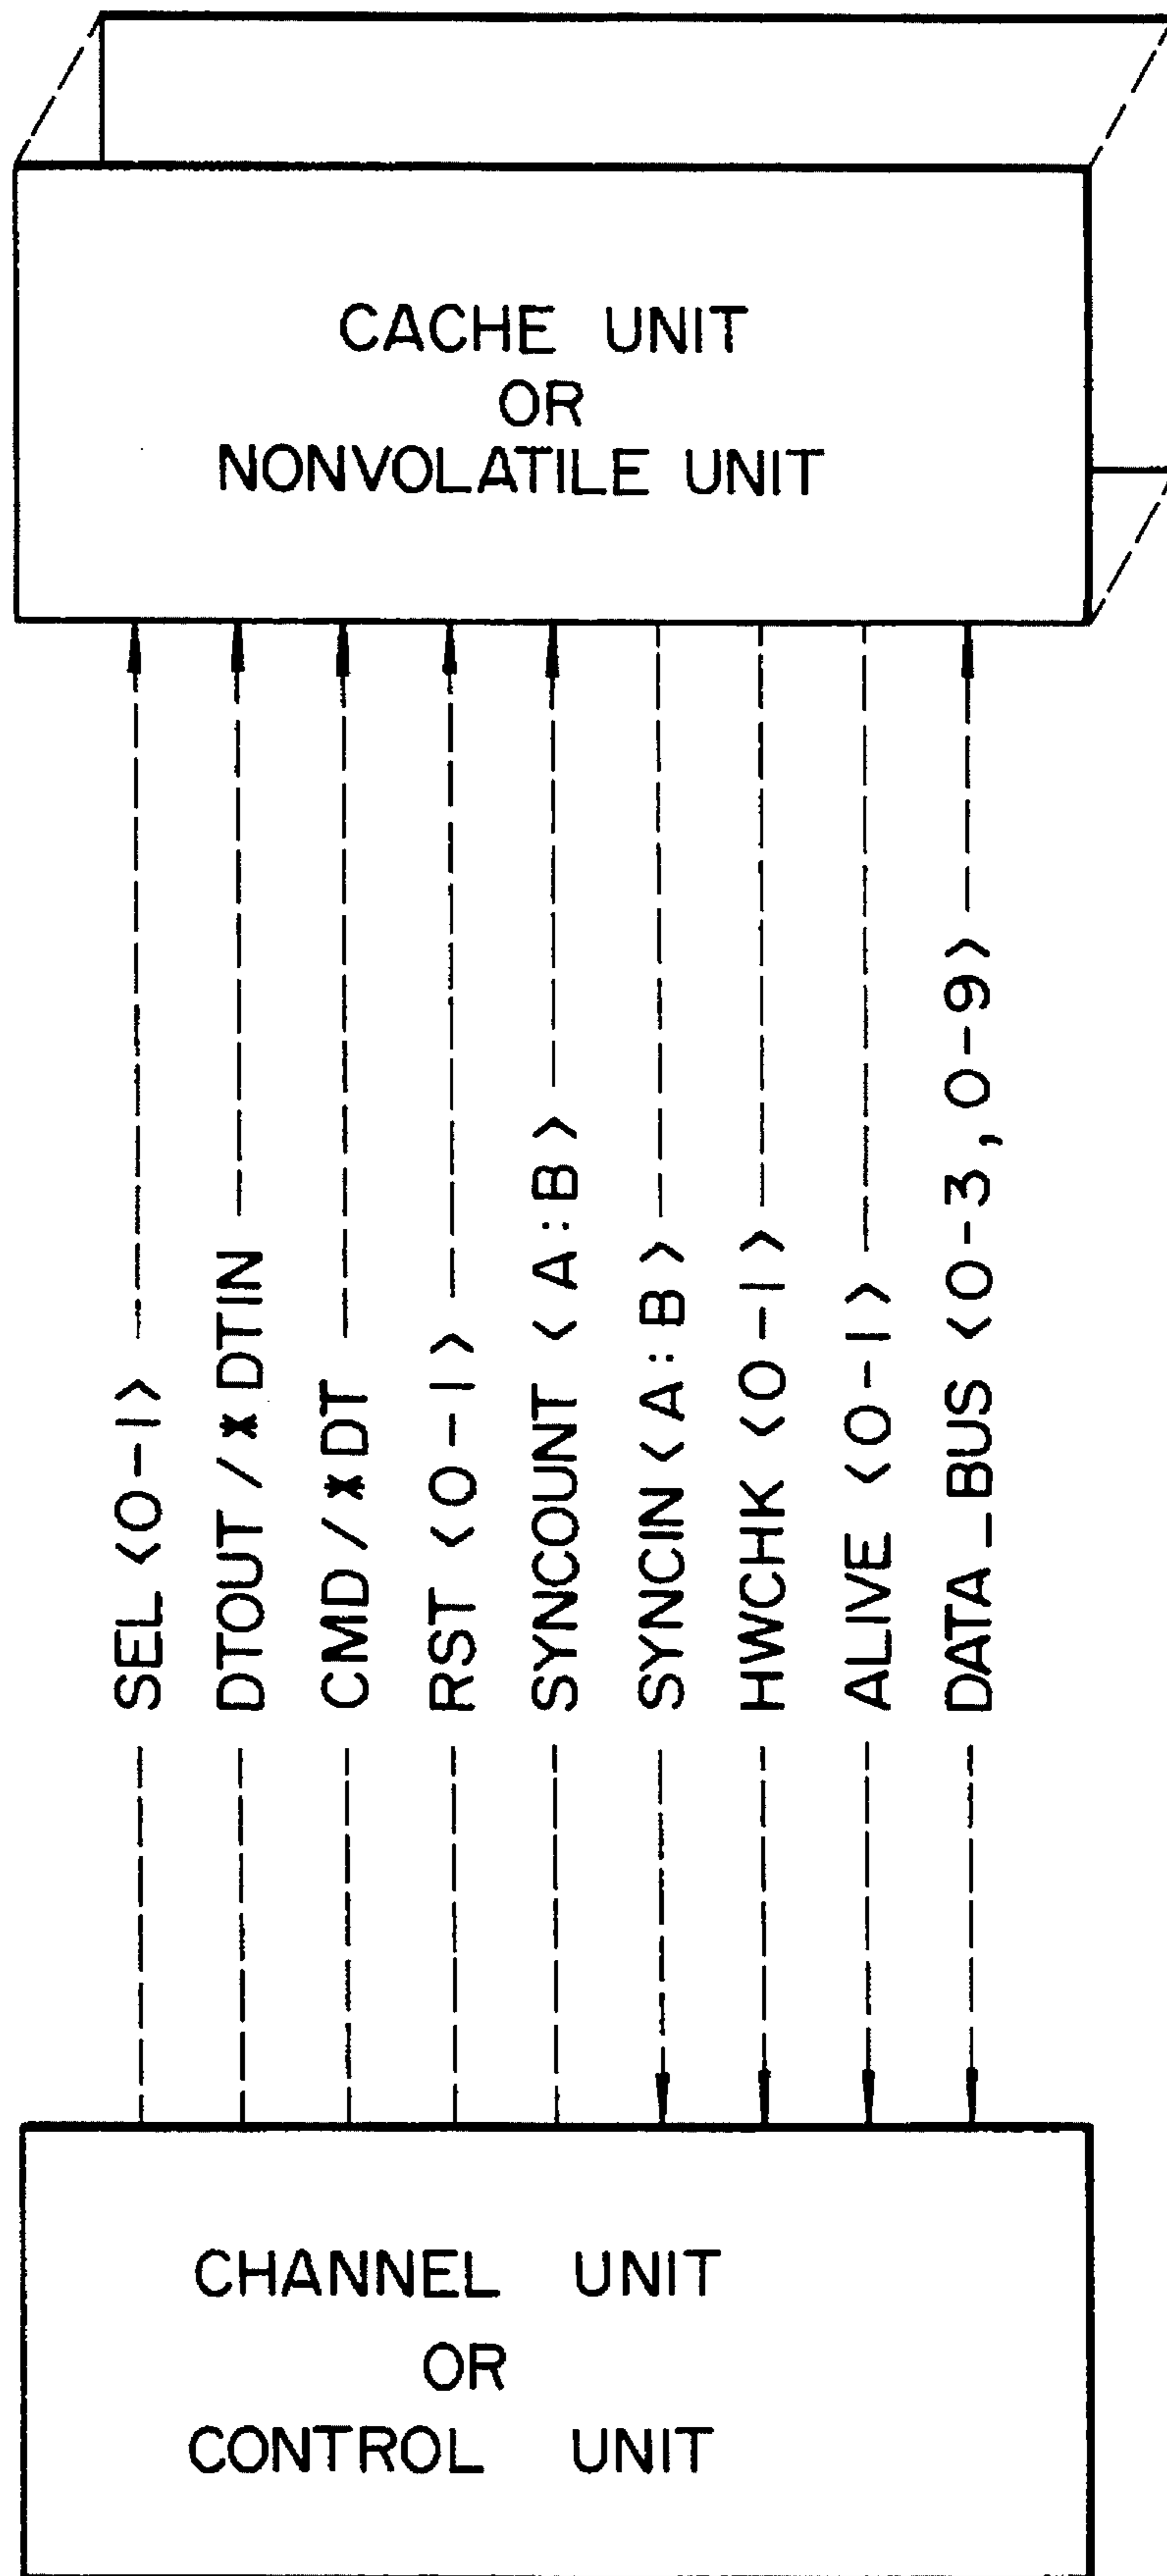 CACHE UNIT
OR
NONVOLATILE UNIT
SEL <0-1>
DTOUT/*DTIN
CMD/*DT
RST <0-1>
SYNCOUNT <A:B>
SYNCIN <A:B>
HWCHK <0-1>
ALIVE <0-1>
DATA_BUS <0-3,0-9>
CHANNEL UNIT
OR
CONTROL UNIT